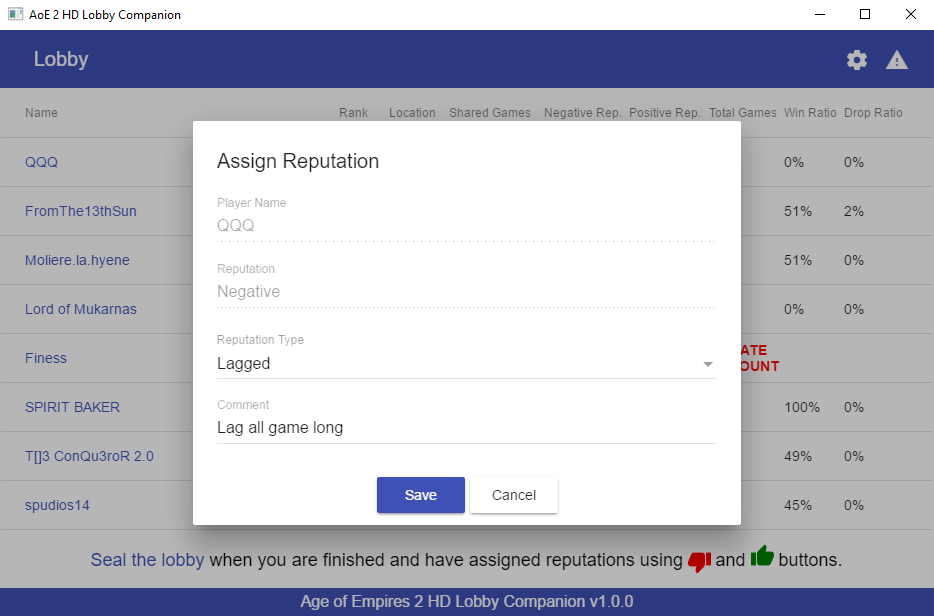 AoE 2 HD Lobby Companion
Lobby
Name Rank Location Shared Games Negative Rep. Positive Rep. Total Games Win Ratio Drop Ratio
Assign Reputation
QQQ 0% 0%
Player Name
QQQ
FromThe13thSun 51% 2%
Moliere.la.hyene 51% 0%
Reputation
Negative
Lord of Mukarnas 0% 0%
Reputation Type
Lagged
Finess
ATE
OUNT
SPIRIT BAKER 100% 0%
Comment
Lag all game long
T[]3 ConQu3roR 2.0 49% 0%
Save Cancel
spudios14 45% 0%
Seal the lobby when you are finished and have assigned reputations using and buttons.
Age of Empires 2 HD Lobby Companion v1.0.0